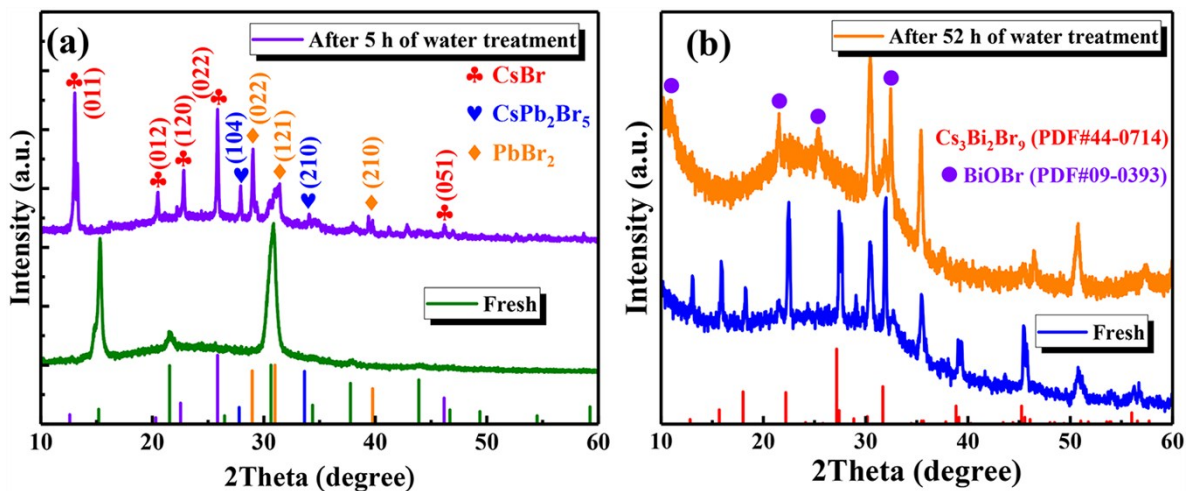 (a)
After 5 h of water treatment
(011)
(012)
(120)
(022)
(104)
(022)
(121)
(210)
(210)
(051)
♣ CsBr
♥ CsPb₂Br₅
♦ PbBr₂
Fresh
Intensity (a.u.)
10 20 30 40 50 60
2Theta (degree)
(b)
After 52 h of water treatment
Cs₃Bi₂Br₉ (PDF#44-0714)
● BiOBr (PDF#09-0393)
Fresh
Intensity (a.u.)
10 20 30 40 50 60
2Theta (degree)